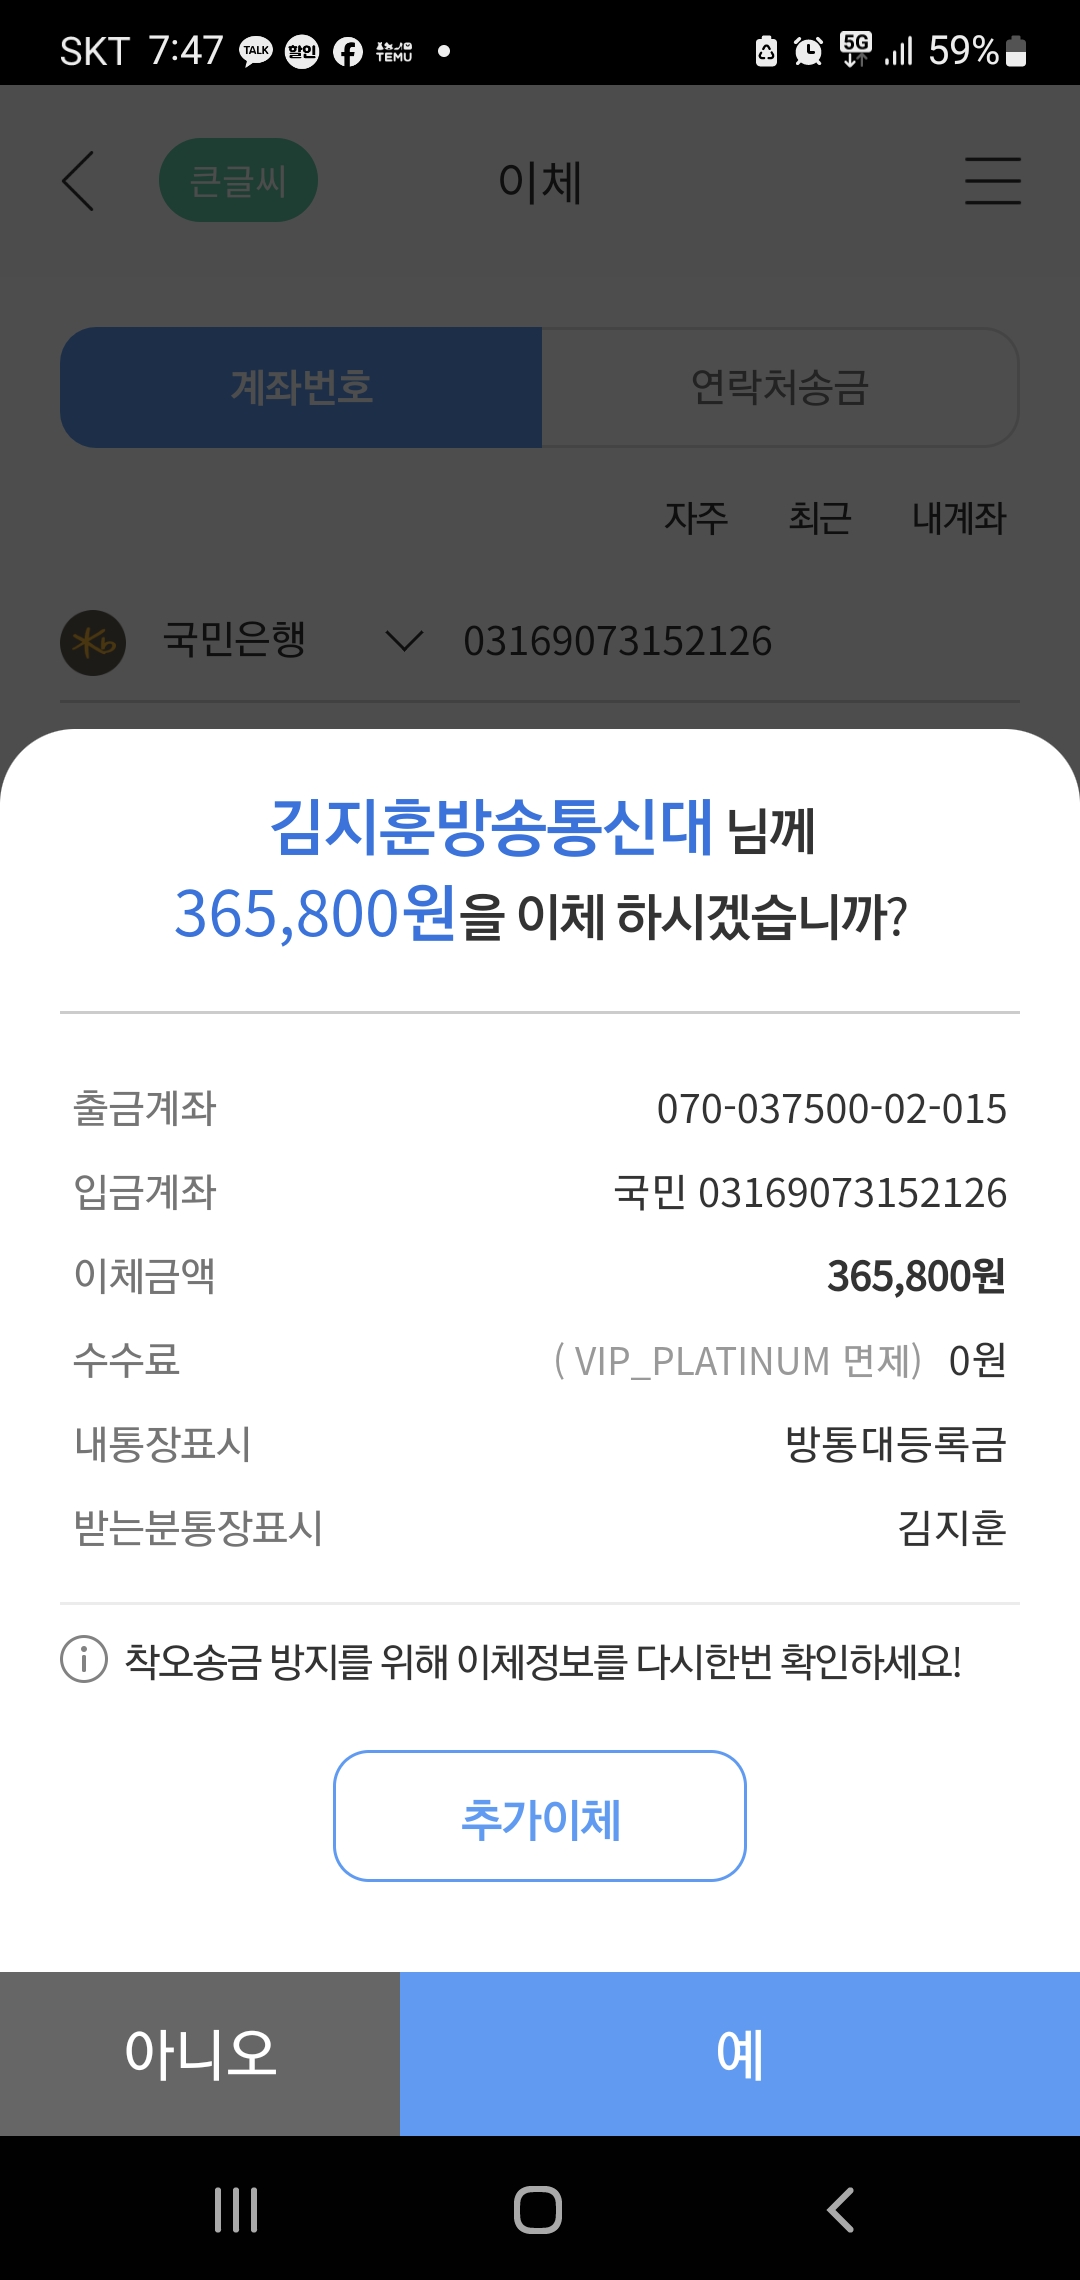 SKT 7:47 TALK 할인 TEMU 5G 59%
큰글씨 이체
계좌번호 연락처송금
자주 최근 내계좌
국민은행 03169073152126
김지훈방송통신대 님께
365,800원을 이체 하시겠습니까?
출금계좌 070-037500-02-015
입금계좌 국민 03169073152126
이체금액 365,800원
수수료 ( VIP_PLATINUM 면제) 0원
내통장표시 방통대등록금
받는분통장표시 김지훈
착오송금 방지를 위해 이체정보를 다시한번 확인하세요!
추가이체
아니오 예